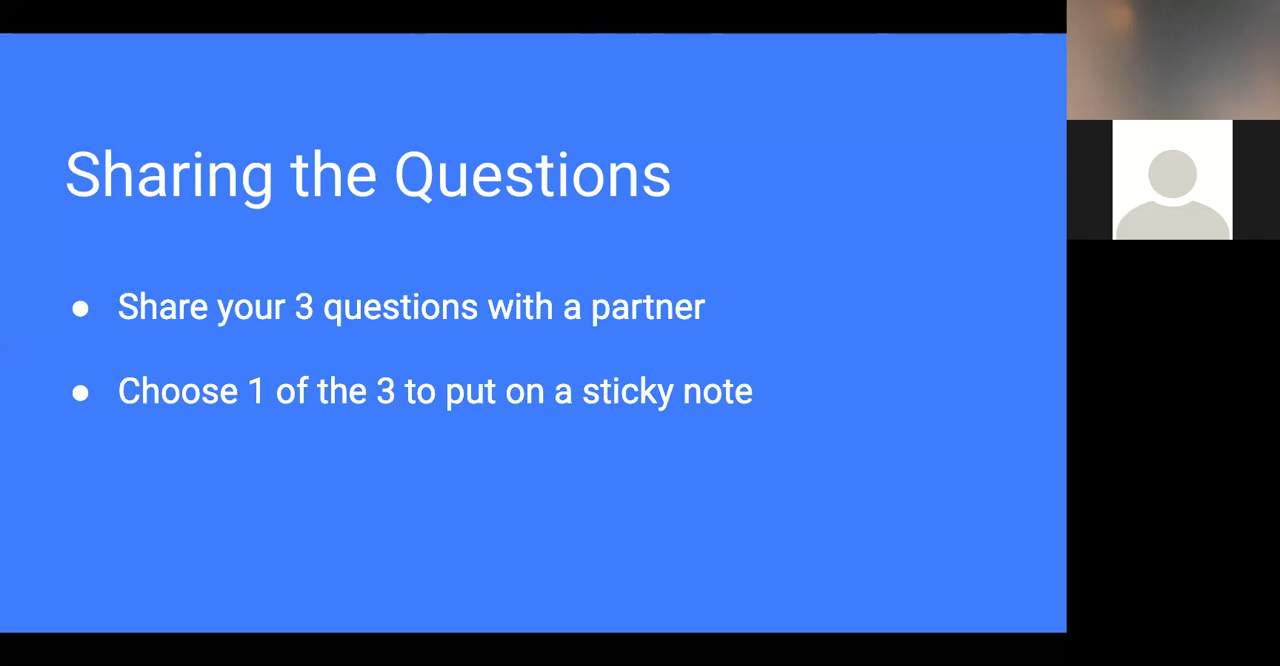 Sharing the Questions
● Share your 3 questions with a partner
● Choose 1 of the 3 to put on a sticky note